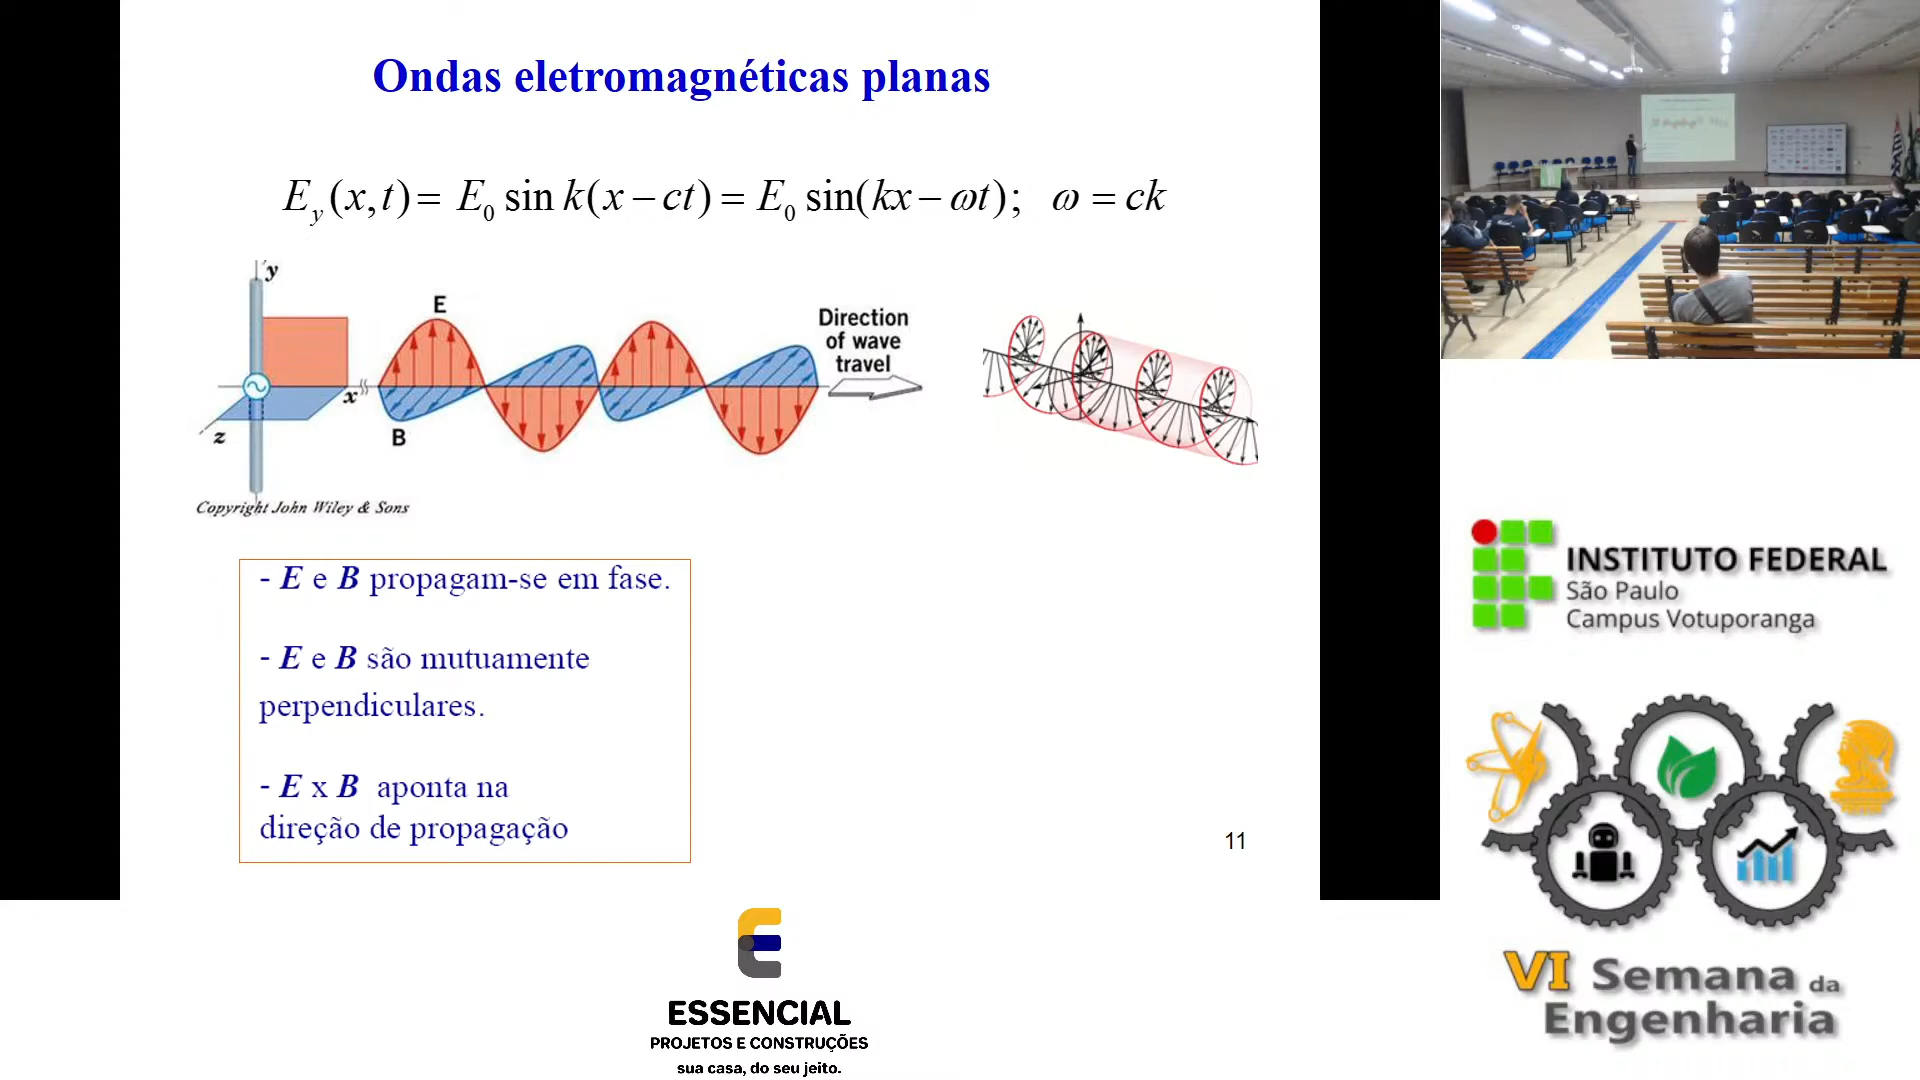 Ondas eletromagnéticas planas
E_y(x,t) = E_0 sin k(x − ct) = E_0 sin(kx − ωt); ω = ck
y
E
Direction
of wave
travel
x
z
B
Copyright John Wiley & Sons
- E e B propagam-se em fase.
- E e B são mutuamente
perpendiculares.
- E x B aponta na
direção de propagação
11
INSTITUTO FEDERAL
São Paulo
Campus Votuporanga
VI Semana da
Engenharia
ESSENCIAL
PROJETOS E CONSTRUÇÕES
sua casa, do seu jeito.